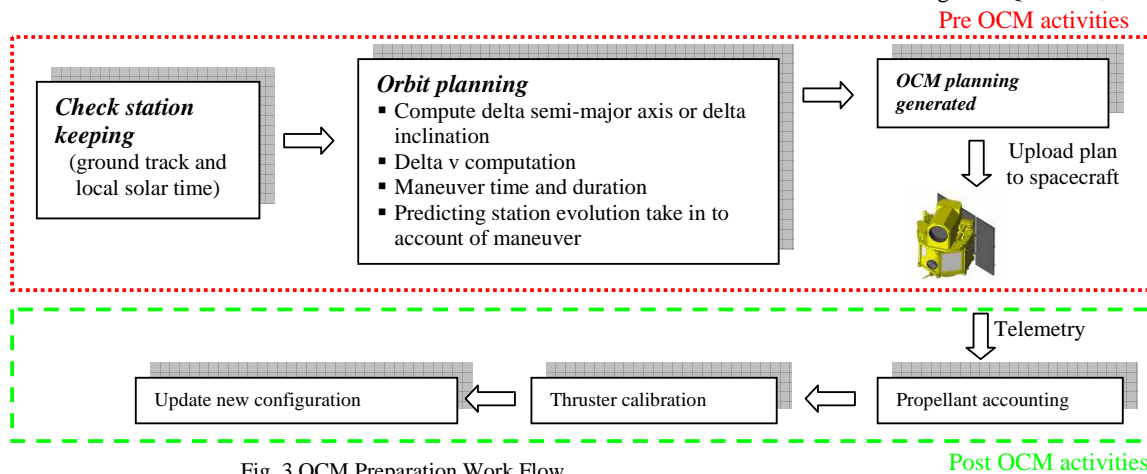 Pre OCM activities
Check station
keeping
(ground track and
local solar time)
Orbit planning
▪ Compute delta semi-major axis or delta
inclination
▪ Delta v computation
▪ Maneuver time and duration
▪ Predicting station evolution take in to
account of maneuver
OCM planning
generated
Upload plan
to spacecraft
Telemetry
Propellant accounting
Thruster calibration
Update new configuration
Post OCM activities
Fig. 3 OCM Preparation Work Flow